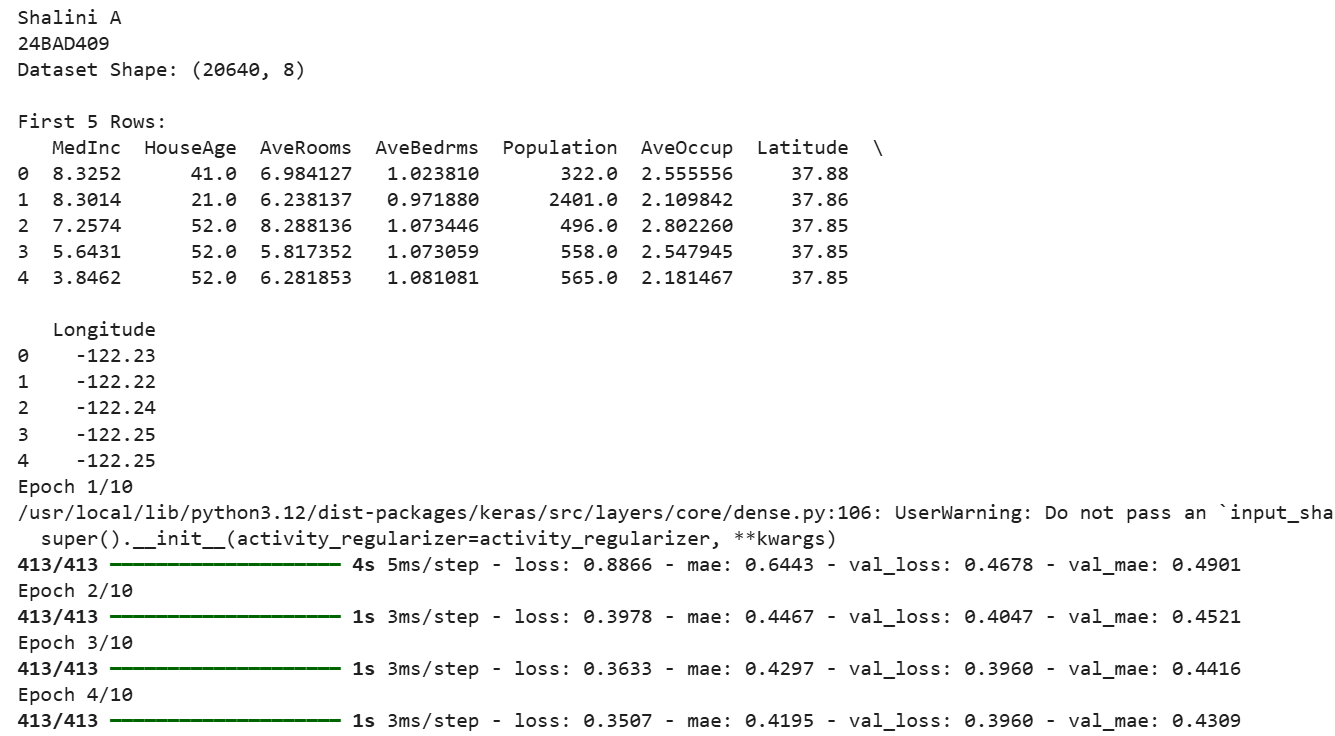 Shalini A
24BAD409
Dataset Shape: (20640, 8)
First 5 Rows:
   MedInc  HouseAge  AveRooms  AveBedrms  Population  AveOccup  Latitude  \
0  8.3252      41.0  6.984127   1.023810       322.0  2.555556     37.88
1  8.3014      21.0  6.238137   0.971880      2401.0  2.109842     37.86
2  7.2574      52.0  8.288136   1.073446       496.0  2.802260     37.85
3  5.6431      52.0  5.817352   1.073059       558.0  2.547945     37.85
4  3.8462      52.0  6.281853   1.081081       565.0  2.181467     37.85
   Longitude
0    -122.23
1    -122.22
2    -122.24
3    -122.25
4    -122.25
Epoch 1/10
/usr/local/lib/python3.12/dist-packages/keras/src/layers/core/dense.py:106: UserWarning: Do not pass an `input_sha
  super().__init__(activity_regularizer=activity_regularizer, **kwargs)
413/413 ━━━━━━━━━━━━━━━━━━━━ 4s 5ms/step - loss: 0.8866 - mae: 0.6443 - val_loss: 0.4678 - val_mae: 0.4901
Epoch 2/10
413/413 ━━━━━━━━━━━━━━━━━━━━ 1s 3ms/step - loss: 0.3978 - mae: 0.4467 - val_loss: 0.4047 - val_mae: 0.4521
Epoch 3/10
413/413 ━━━━━━━━━━━━━━━━━━━━ 1s 3ms/step - loss: 0.3633 - mae: 0.4297 - val_loss: 0.3960 - val_mae: 0.4416
Epoch 4/10
413/413 ━━━━━━━━━━━━━━━━━━━━ 1s 3ms/step - loss: 0.3507 - mae: 0.4195 - val_loss: 0.3960 - val_mae: 0.4309